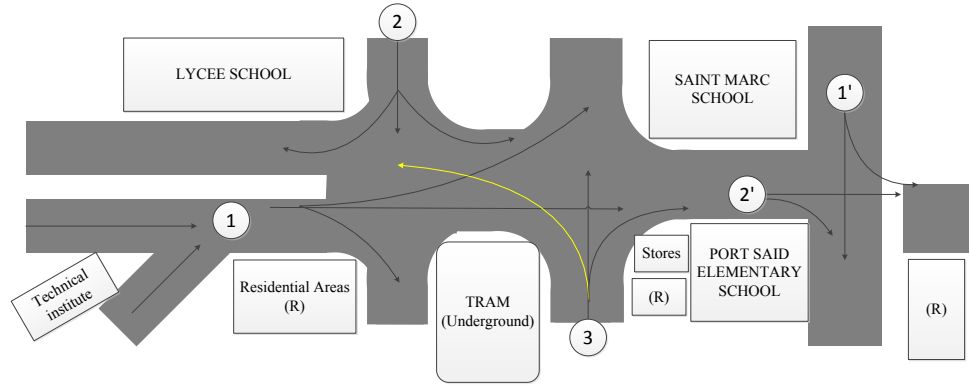 2
LYCEE SCHOOL
SAINT MARC
SCHOOL
1'
2'
1
Technical
institute
Residential Areas
(R)
TRAM
(Underground)
3
Stores
(R)
PORT SAID
ELEMENTARY
SCHOOL
(R)